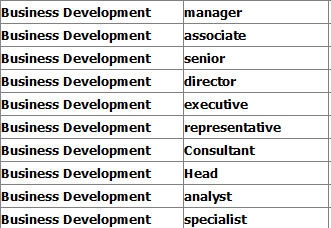 Business Development manager
Business Development associate
Business Development senior
Business Development director
Business Development executive
Business Development representative
Business Development Consultant
Business Development Head
Business Development analyst
Business Development specialist